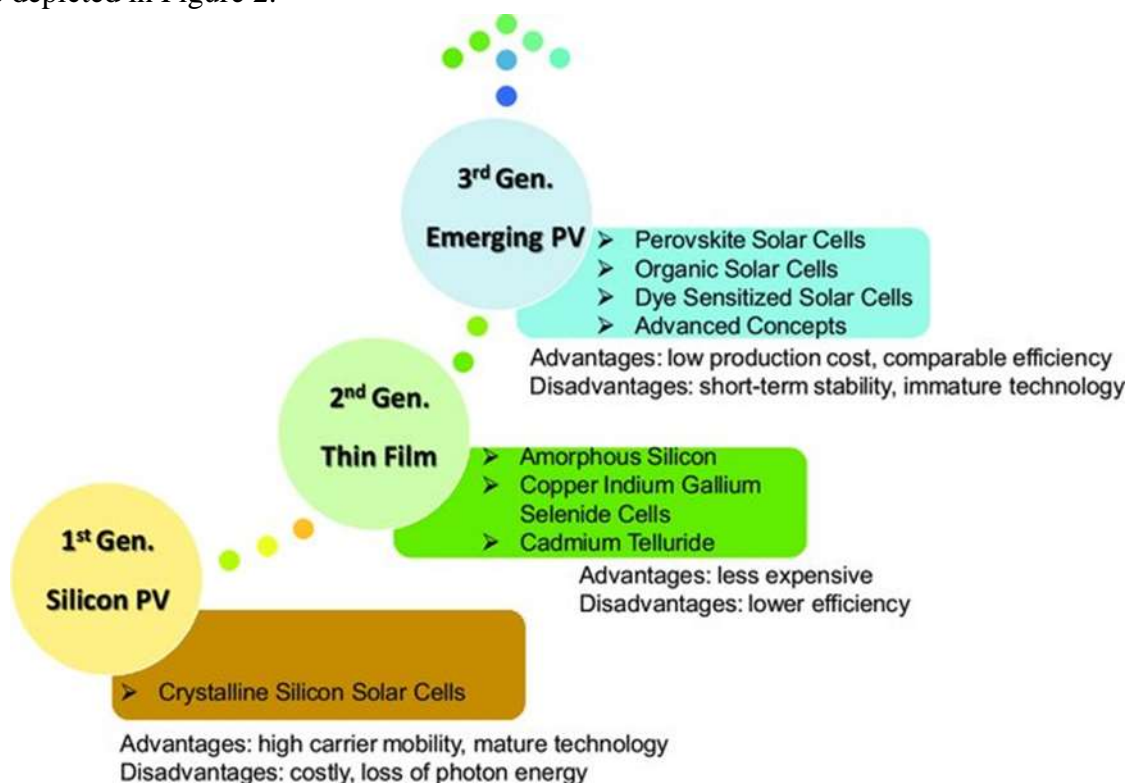 depicted in Figure 2.
3rd Gen.
Emerging PV
➢ Perovskite Solar Cells
➢ Organic Solar Cells
➢ Dye Sensitized Solar Cells
➢ Advanced Concepts
Advantages: low production cost, comparable efficiency
Disadvantages: short-term stability, immature technology
2nd Gen.
Thin Film
➢ Amorphous Silicon
➢ Copper Indium Gallium
Selenide Cells
➢ Cadmium Telluride
Advantages: less expensive
Disadvantages: lower efficiency
1st Gen.
Silicon PV
➢ Crystalline Silicon Solar Cells
Advantages: high carrier mobility, mature technology
Disadvantages: costly, loss of photon energy